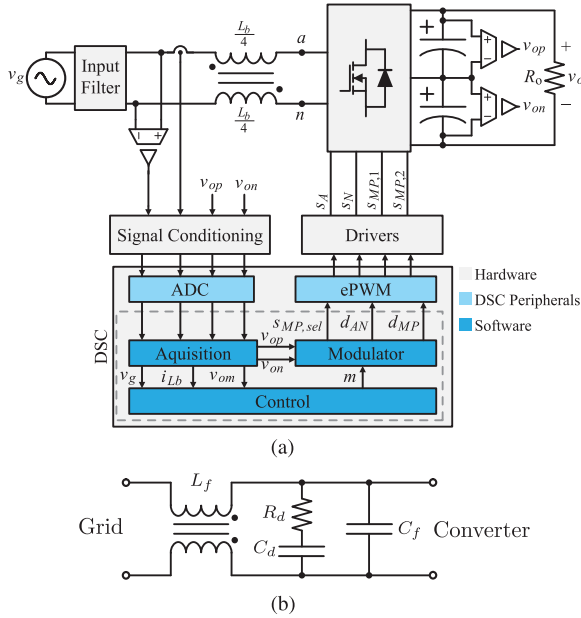 L_b/4
a
v_g
Input
Filter
n
L_b/4
v_op
v_on
R_o
+
v_o
−
v_op
v_on
s_A
s_N
s_MP,1
s_MP,2
Signal Conditioning
Drivers
Hardware
DSC Peripherals
Software
DSC
ADC
ePWM
s_MP,sel
d_AN
d_MP
v_op
Aquisition
Modulator
v_on
v_g
i_Lb
v_om
m
Control
(a)
L_f
R_d
Grid
C_d
C_f
Converter
(b)